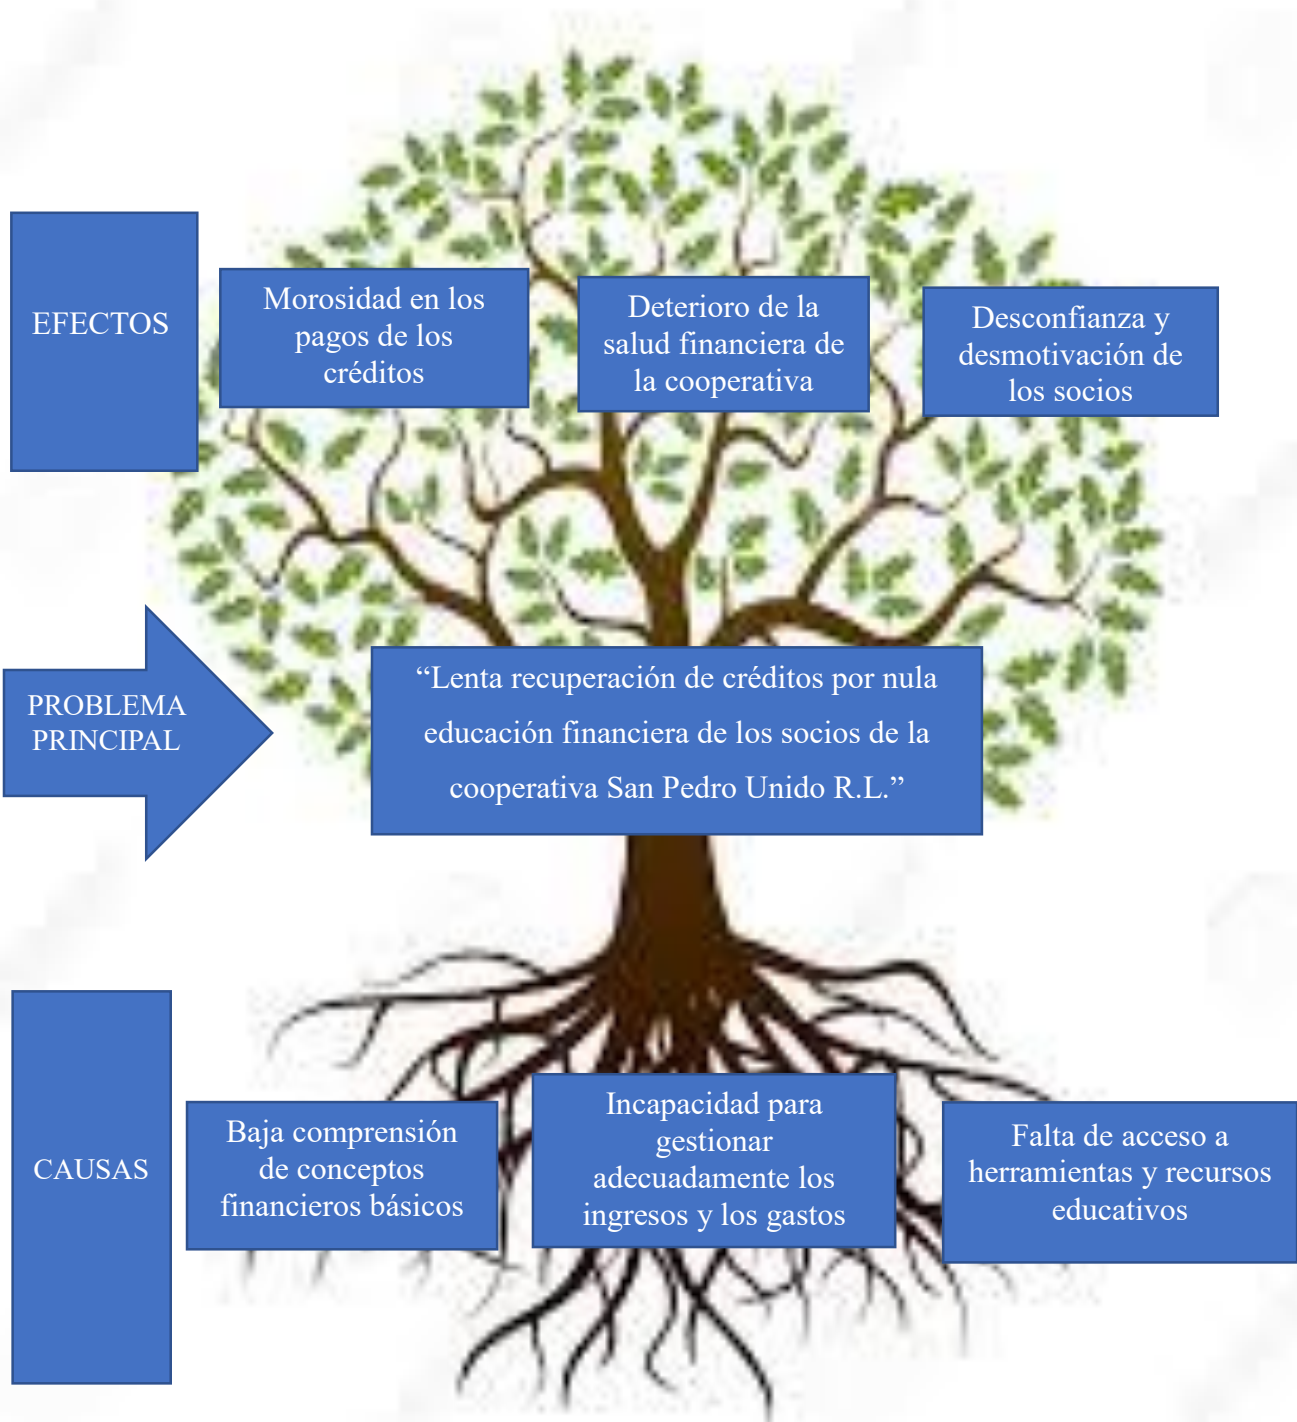 EFECTOS
Morosidad en los
pagos de los
créditos
Deterioro de la
salud financiera de
la cooperativa
Desconfianza y
desmotivación de
los socios
PROBLEMA
PRINCIPAL
“Lenta recuperación de créditos por nula
educación financiera de los socios de la
cooperativa San Pedro Unido R.L.”
CAUSAS
Baja comprensión
de conceptos
financieros básicos
Incapacidad para
gestionar
adecuadamente los
ingresos y los gastos
Falta de acceso a
herramientas y recursos
educativos